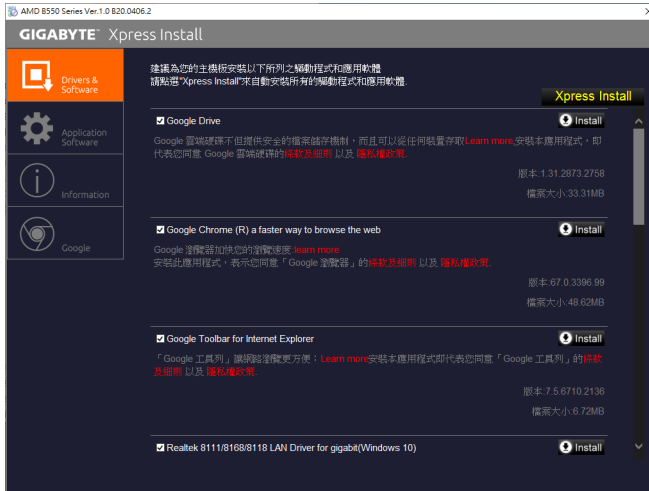 AMD B550 Series Ver.1.0 B20.0406.2
GIGABYTE™ Xpress Install
Drivers & Software
Application Software
Information
Google
建議為您的主機板安裝以下所列之驅動程式和應用軟體
請點選"Xpress Install"來自動安裝所有的驅動程式和應用軟體.
Xpress Install
Google Drive
Install
Google 雲端硬碟不但提供安全的檔案儲存機制，而且可以從任何裝置存取Learn more,安裝本應用程式，即
代表您同意 Google 雲端硬碟的條款及細則 以及 隱私權政策.
版本:1.31.2873.2758
檔案大小:33.31MB
Google Chrome (R) a faster way to browse the web
Install
Google 瀏覽器加快您的瀏覽速度:learn more
安裝此應用程式，表示您同意「Google 瀏覽器」的條款及細則 以及 隱私權政策.
版本:67.0.3396.99
檔案大小:48.62MB
Google Toolbar for Internet Explorer
Install
「Google 工具列」讓網路瀏覽更方便：Learn more安裝本應用程式即代表您同意「Google 工具列」的條款
及細則 以及 隱私權政策.
版本:7.5.6710.2136
檔案大小:6.72MB
Realtek 8111/8168/8118 LAN Driver for gigabit(Windows 10)
Install